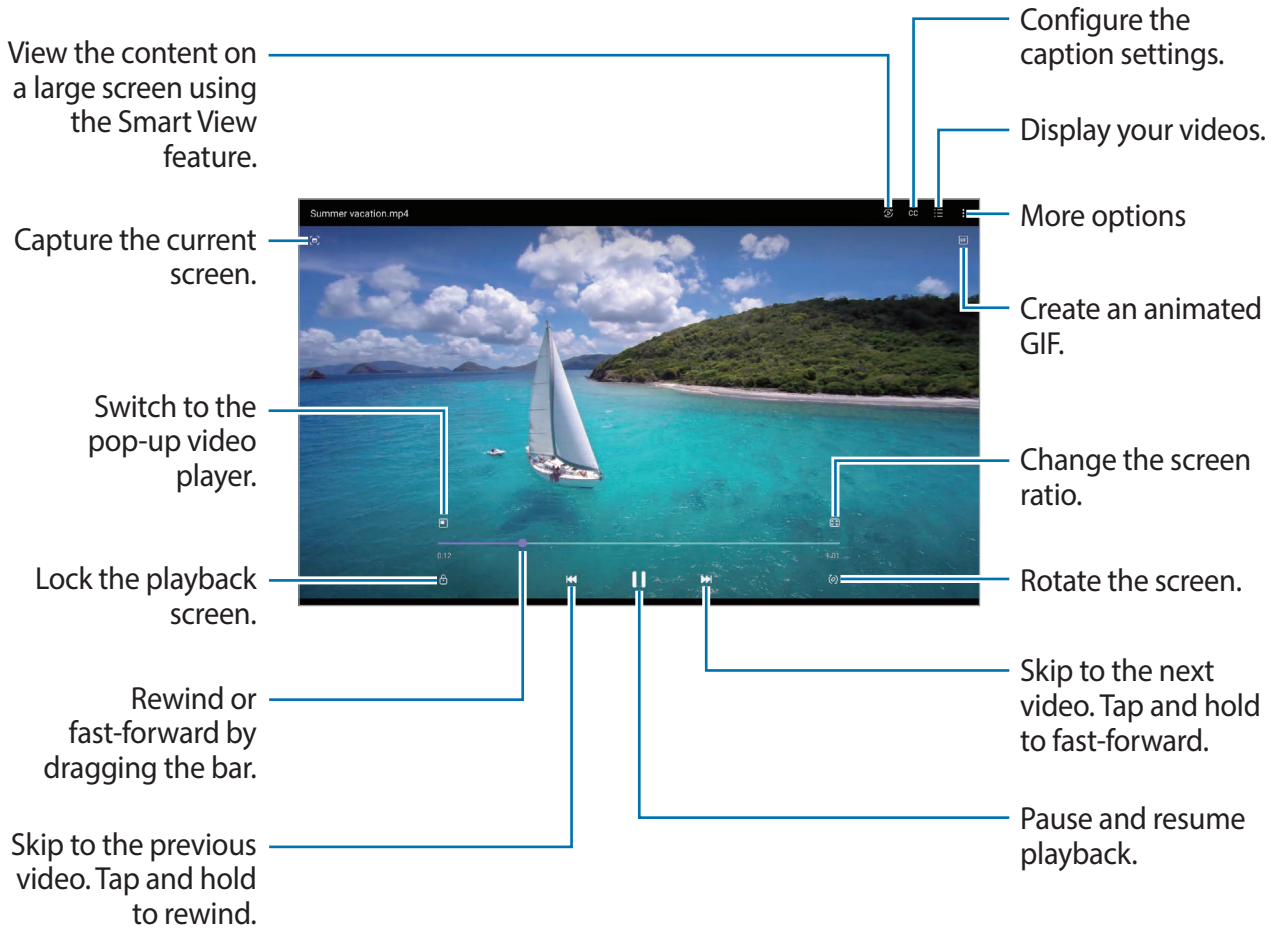 View the content on
a large screen using
the Smart View
feature.
Capture the current
screen.
Switch to the
pop-up video
player.
Lock the playback
screen.
Rewind or
fast-forward by
dragging the bar.
Skip to the previous
video. Tap and hold
to rewind.
Summer vacation.mp4
CC
GIF
0:12
1:01
Configure the
caption settings.
Display your videos.
More options
Create an animated
GIF.
Change the screen
ratio.
Rotate the screen.
Skip to the next
video. Tap and hold
to fast-forward.
Pause and resume
playback.